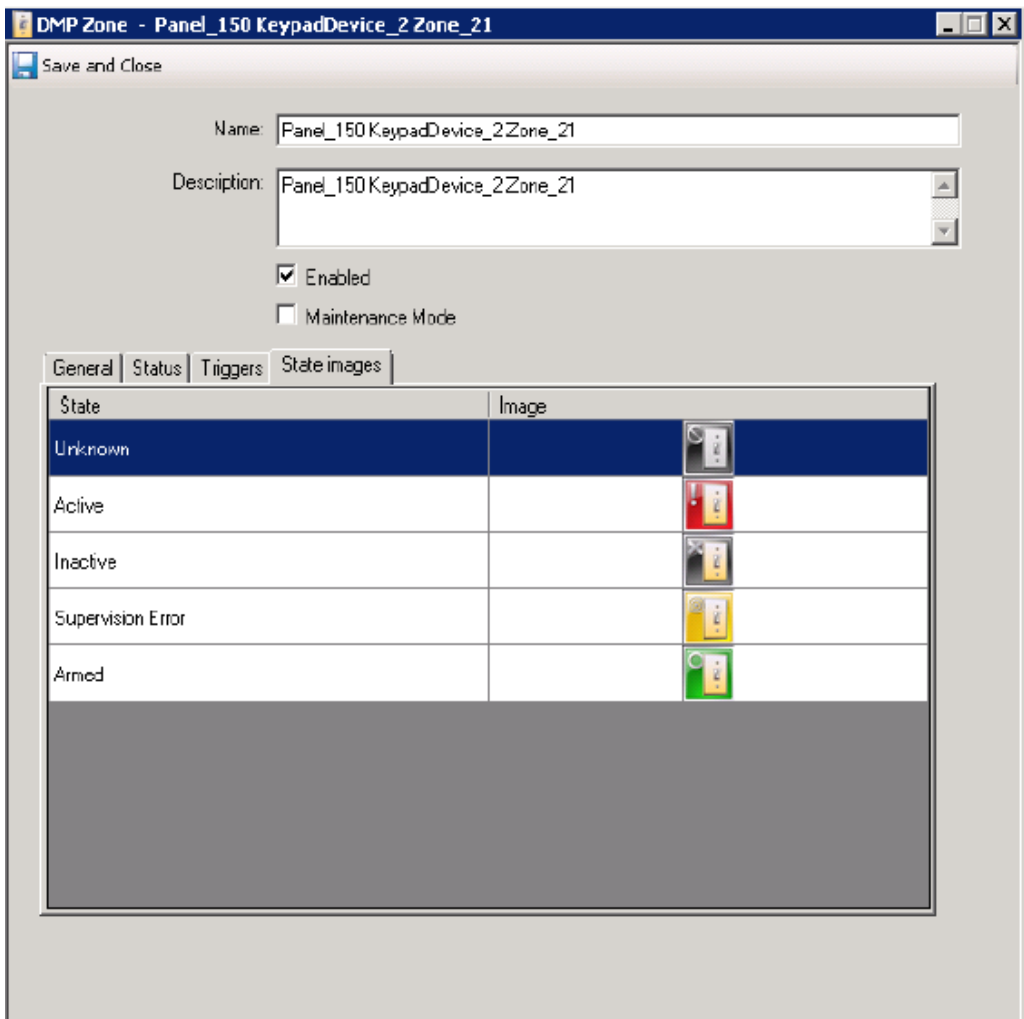 DMP Zone - Panel_150 KeypadDevice_2 Zone_21
Save and Close
Name: Panel_150 KeypadDevice_2 Zone_21
Description: Panel_150 KeypadDevice_2 Zone_21
Enabled
Maintenance Mode
General Status Triggers State images
State Image
Unknown
Active
Inactive
Supervision Error
Armed